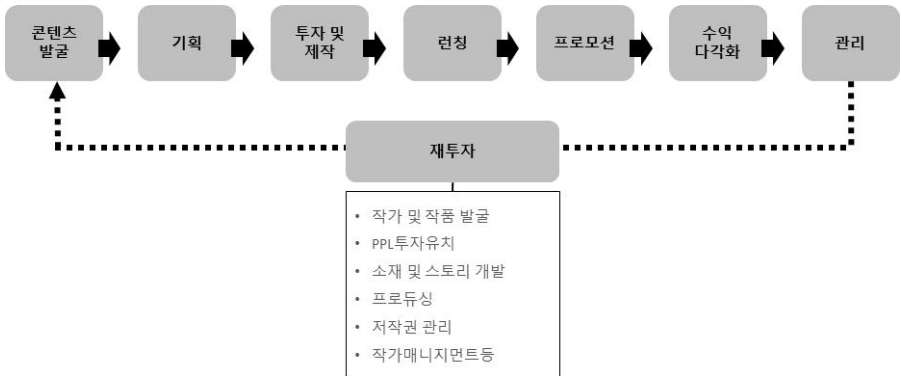 콘텐츠
발굴
기획
투자 및
제작
런칭
프로모션
수익
다각화
관리
재투자
• 작가 및 작품 발굴
• PPL투자유치
• 소재 및 스토리 개발
• 프로듀싱
• 저작권 관리
• 작가매니지먼트등